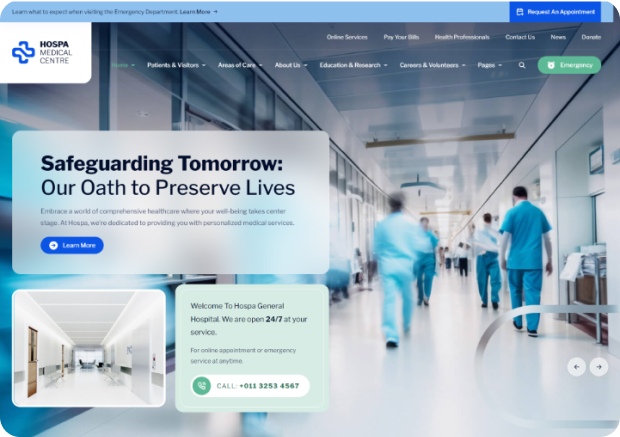 Learn what to expect when visiting the Emergency Department. Learn More →
Request An Appointment
HOSPA
MEDICAL
CENTRE
Online Services Pay Your Bills Health Professionals Contact Us News Donate
Home Patients & Visitors Areas of Care About Us Education & Research Careers & Volunteers Pages Emergency
Safeguarding Tomorrow:
Our Oath to Preserve Lives
Embrace a world of comprehensive healthcare where your well-being takes center
stage. At Hospa, we're dedicated to providing you with personalized medical services.
Learn More
Welcome To Hospa General
Hospital. We are open 24/7 at your
service.
For online appointment or emergency
service at anytime.
CALL: +011 3253 4567